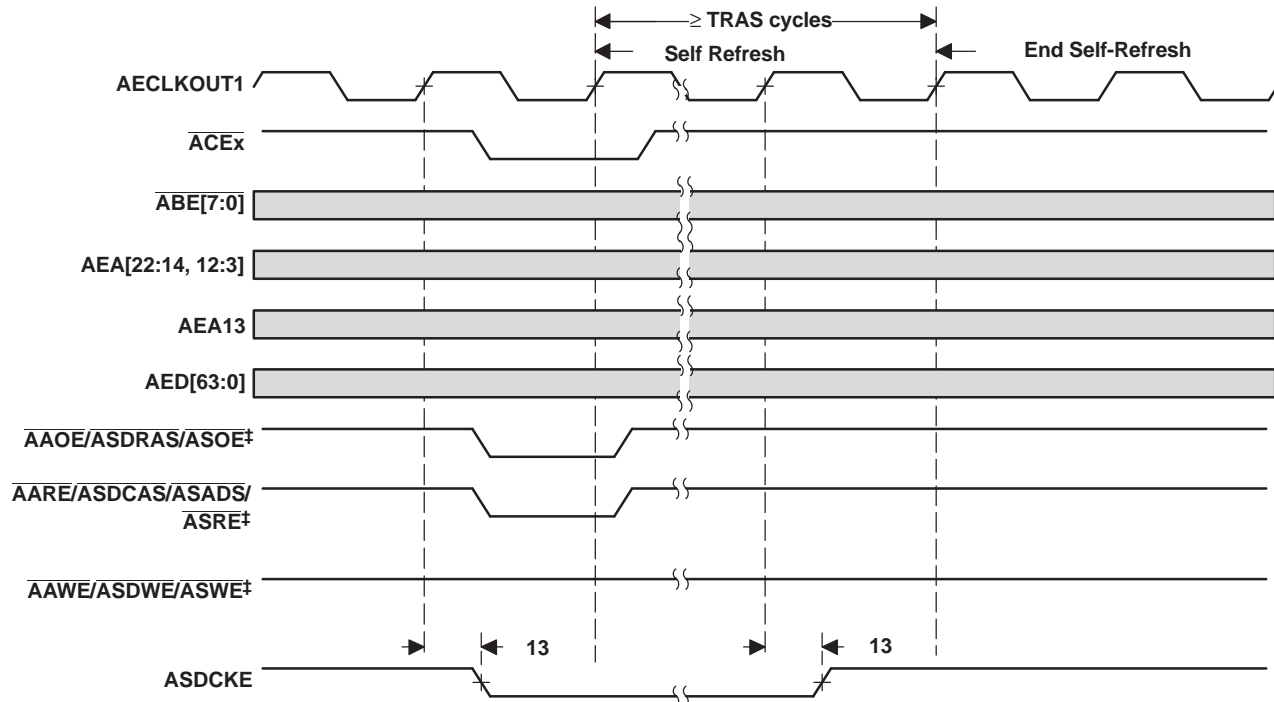 ≥ TRAS cycles
Self Refresh
End Self-Refresh
AECLKOUT1
ACEx
ABE[7:0]
AEA[22:14, 12:3]
AEA13
AED[63:0]
AAOE/ASDRAS/ASOE‡
AARE/ASDCAS/ASADS/
ASRE‡
AAWE/ASDWE/ASWE‡
13
13
ASDCKE